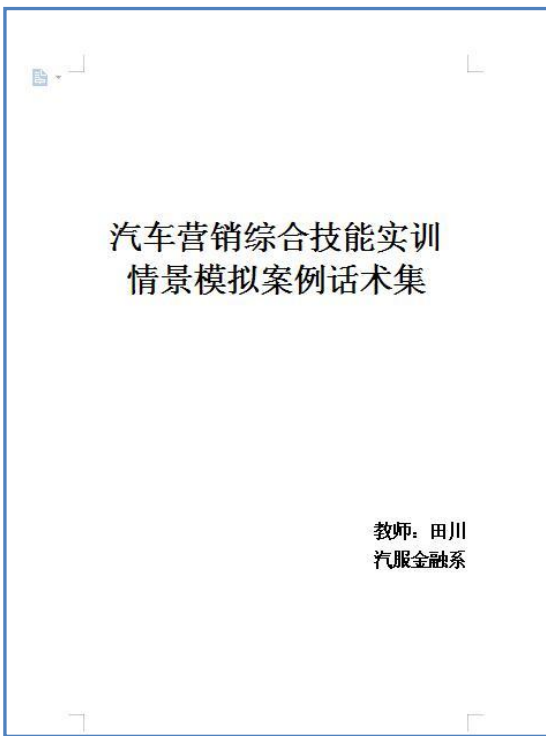 汽车营销综合技能实训
情景模拟案例话术集
教师：田川
汽服金融系